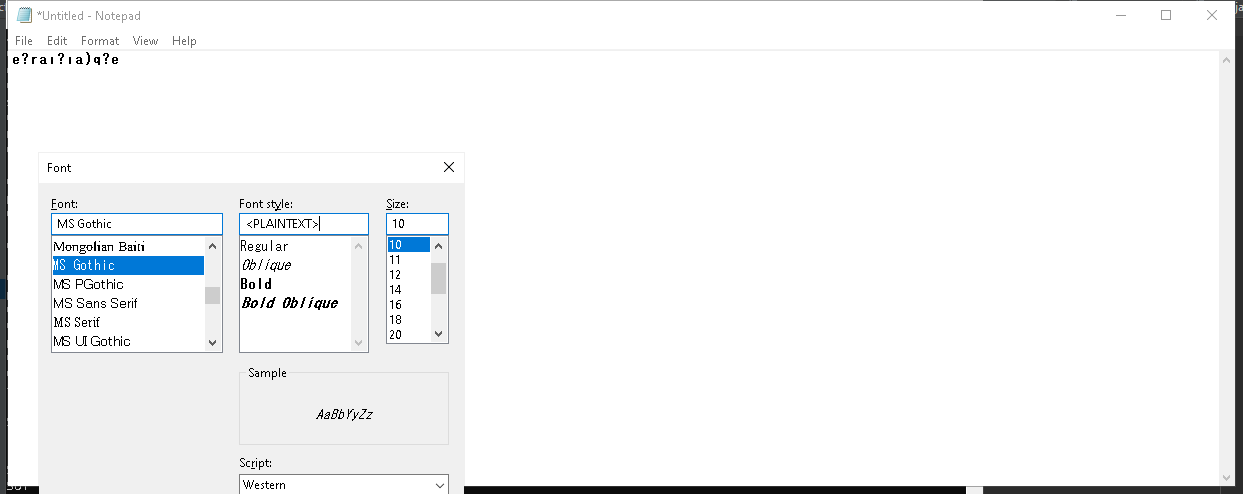 *Untitled - Notepad
File Edit Format View Help
e?raı?ıa)q?e
Font
Font: Font style: Size:
MS Gothic <PLAINTEXT> 10
Mongolian Baiti Regular 10
MS Gothic Oblique 11
MS PGothic Bold 12
MS Sans Serif Bold Oblique 14
MS Serif 16
MS UI Gothic 18
20
Sample
AaBbYyZz
Script:
Western